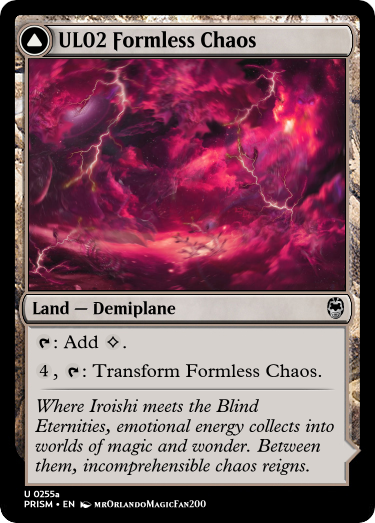 UL02 Formless Chaos
Land — Demiplane
: Add .
4 , : Transform Formless Chaos.
Where Iroishi meets the Blind
Eternities, emotional energy collects into
worlds of magic and wonder. Between
them, incomprehensible chaos reigns.
U 0255a
PRISM • EN mrOrlandoMagicFan200